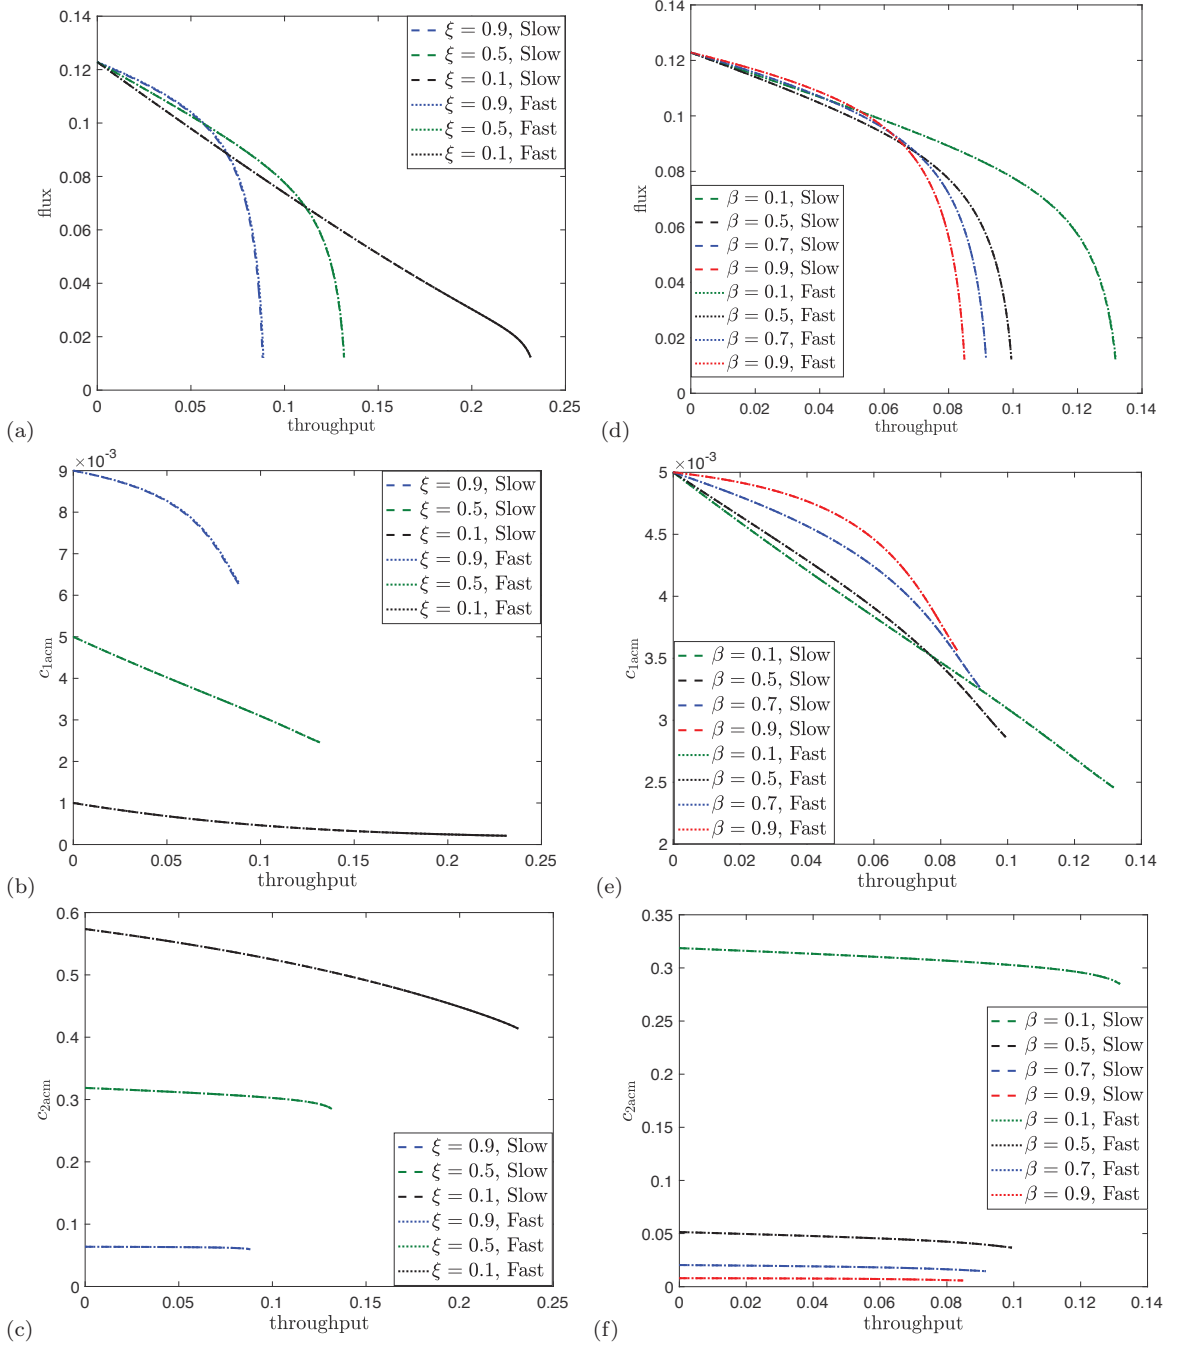 0.14
0.12
0.1
0.08
0.06
0.04
0.02
0
flux
0 0.05 0.1 0.15 0.2 0.25
throughput
ξ = 0.9, Slow
ξ = 0.5, Slow
ξ = 0.1, Slow
ξ = 0.9, Fast
ξ = 0.5, Fast
ξ = 0.1, Fast
(a)
0.14
0.12
0.1
0.08
0.06
0.04
0.02
0
flux
0 0.02 0.04 0.06 0.08 0.1 0.12 0.14
throughput
β = 0.1, Slow
β = 0.5, Slow
β = 0.7, Slow
β = 0.9, Slow
β = 0.1, Fast
β = 0.5, Fast
β = 0.7, Fast
β = 0.9, Fast
(d)
×10⁻³
9
8
7
6
5
4
3
2
1
0
c₁ₐcₘ
0 0.05 0.1 0.15 0.2 0.25
throughput
ξ = 0.9, Slow
ξ = 0.5, Slow
ξ = 0.1, Slow
ξ = 0.9, Fast
ξ = 0.5, Fast
ξ = 0.1, Fast
(b)
×10⁻³
5
4.5
4
3.5
3
2.5
2
c₁ₐcₘ
0 0.02 0.04 0.06 0.08 0.1 0.12 0.14
throughput
β = 0.1, Slow
β = 0.5, Slow
β = 0.7, Slow
β = 0.9, Slow
β = 0.1, Fast
β = 0.5, Fast
β = 0.7, Fast
β = 0.9, Fast
(e)
0.6
0.5
0.4
0.3
0.2
0.1
0
c₂ₐcₘ
0 0.05 0.1 0.15 0.2 0.25
throughput
ξ = 0.9, Slow
ξ = 0.5, Slow
ξ = 0.1, Slow
ξ = 0.9, Fast
ξ = 0.5, Fast
ξ = 0.1, Fast
(c)
0.35
0.3
0.25
0.2
0.15
0.1
0.05
0
c₂ₐcₘ
0 0.02 0.04 0.06 0.08 0.1 0.12 0.14
throughput
β = 0.1, Slow
β = 0.5, Slow
β = 0.7, Slow
β = 0.9, Slow
β = 0.1, Fast
β = 0.5, Fast
β = 0.7, Fast
β = 0.9, Fast
(f)